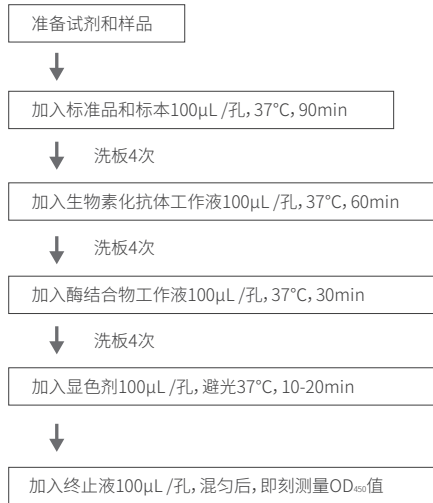 准备试剂和样品
加入标准品和标本100μL /孔，37°C，90min
洗板4次
加入生物素化抗体工作液100μL /孔，37°C，60min
洗板4次
加入酶结合物工作液100μL /孔，37°C，30min
洗板4次
加入显色剂100μL /孔，避光37°C，10-20min
加入终止液100μL /孔，混匀后，即刻测量OD₄₅₀值